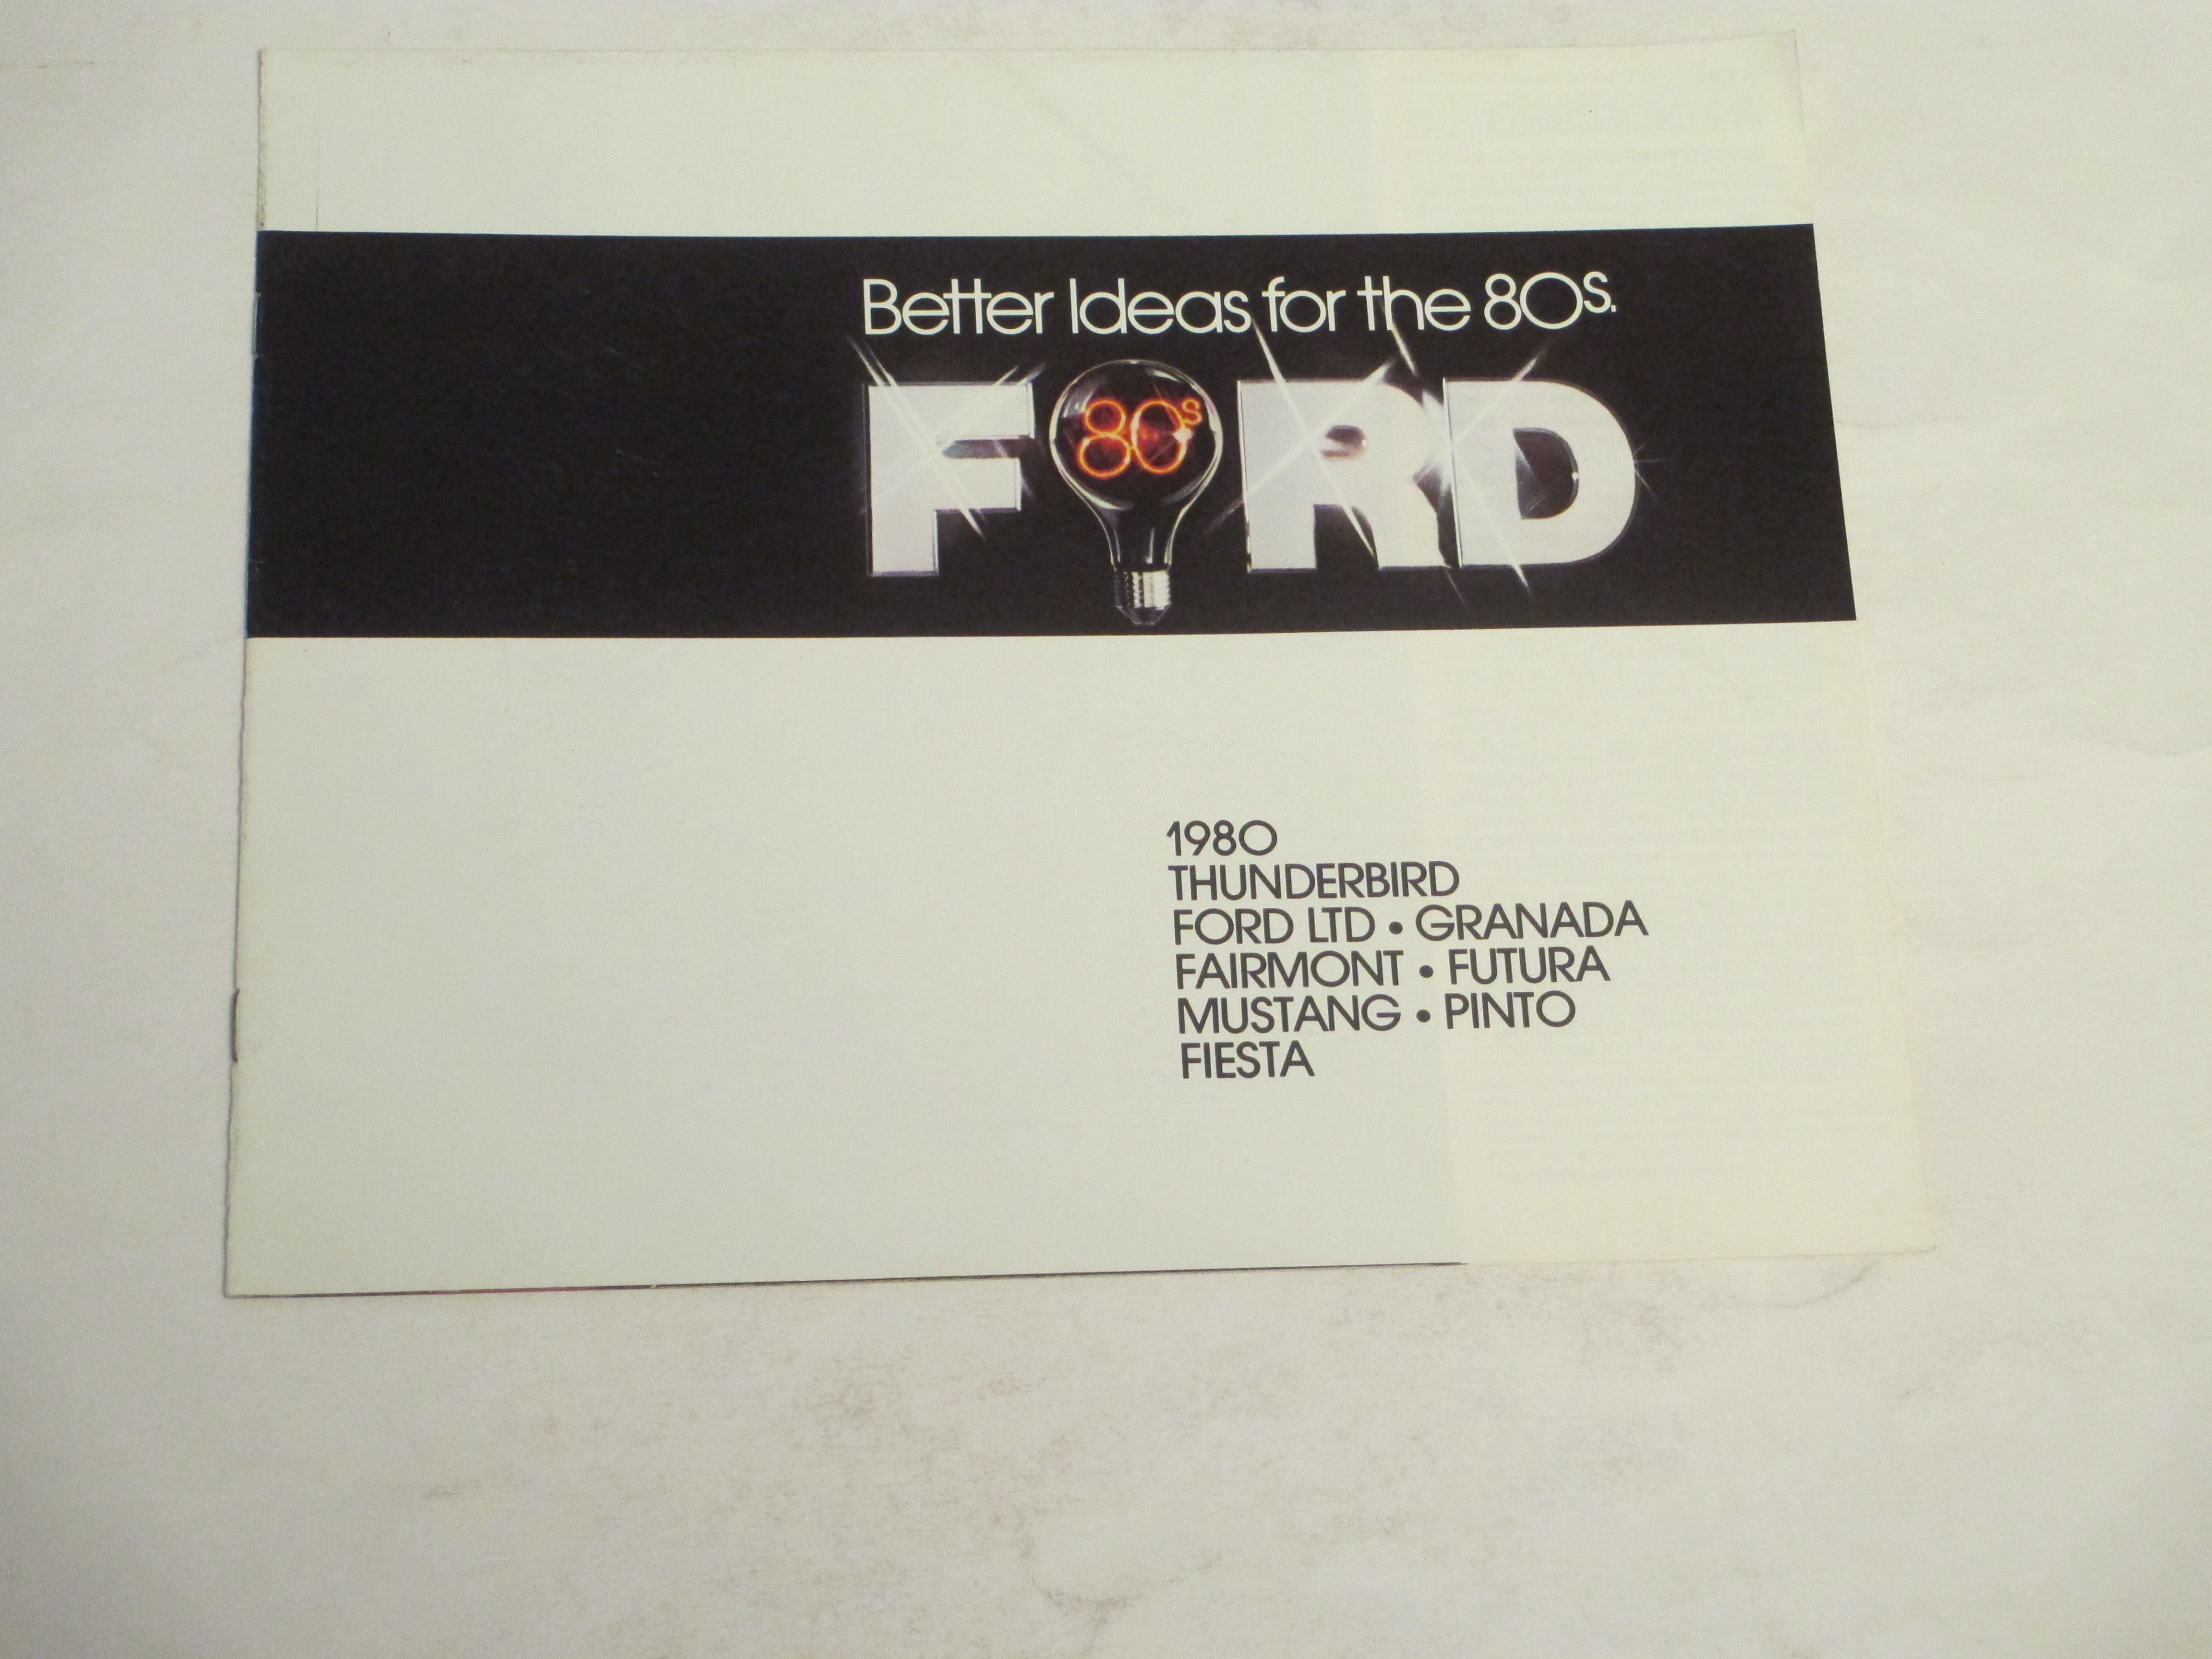 Better Ideas for the 80s.
FORD
80s
1980
THUNDERBIRD
FORD LTD • GRANADA
FAIRMONT • FUTURA
MUSTANG • PINTO
FIESTA